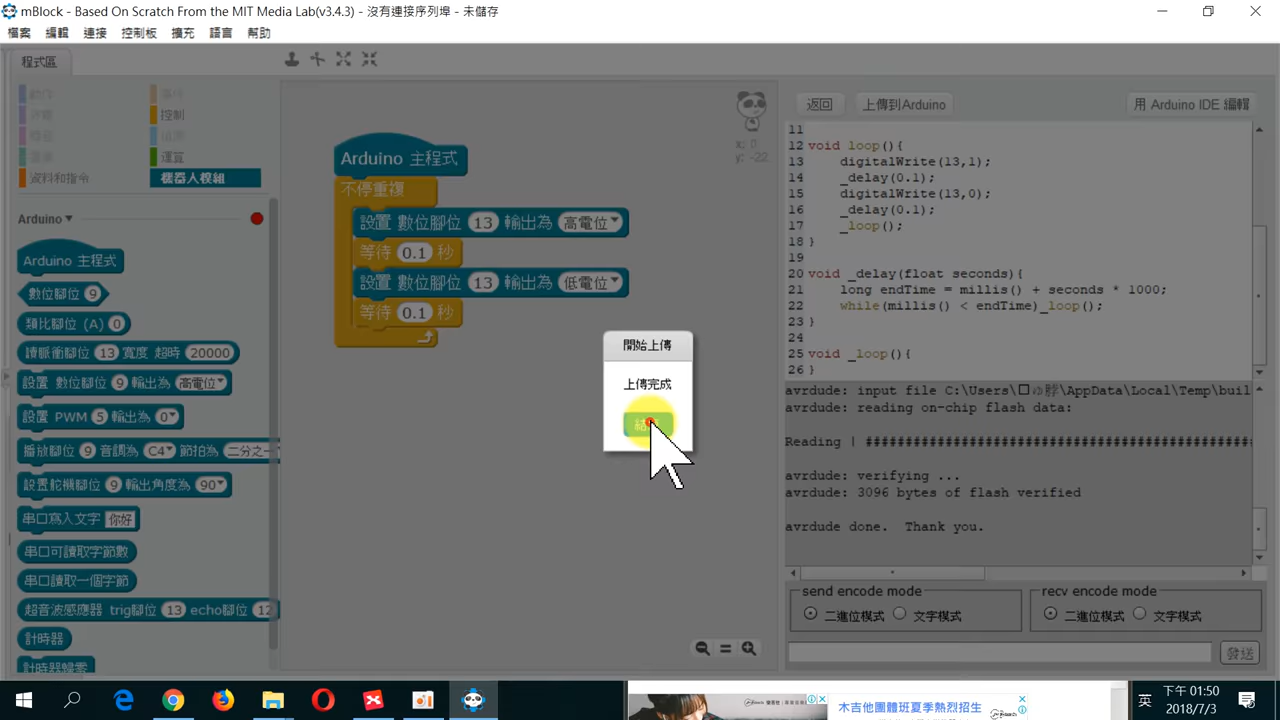 mBlock - Based On Scratch From the MIT Media Lab(v3.4.3) - 沒有連接序列埠 - 未儲存
檔案 編輯 連接 控制板 擴充 語言 幫助
程式區
控制
運算
資料和指令 機器人模組
Arduino
Arduino 主程式
數位腳位 9
類比腳位 (A) 0
讀脈衝腳位 13 寬度 超時 20000
設置 數位腳位 9 輸出為 高電位
設置 PWM 5 輸出為 0
播放腳位 9 音調為 C4 節拍為 二分之一
設置舵機腳位 9 輸出角度為 90
串口寫入文字 你好
串口可讀取字節數
串口讀取一個字節
超音波感應器 trig腳位 13 echo腳位 12
計時器
計時器歸零
Arduino 主程式
不停重複
設置 數位腳位 13 輸出為 高電位
等待 0.1 秒
設置 數位腳位 13 輸出為 低電位
等待 0.1 秒
x: 0
y: -22
開始上傳
上傳完成
返回 上傳到Arduino 用 Arduino IDE 編輯
11
12 void loop(){
13 digitalWrite(13,1);
14 _delay(0.1);
15 digitalWrite(13,0);
16 _delay(0.1);
17 _loop();
18 }
19
20 void _delay(float seconds){
21 long endTime = millis() + seconds * 1000;
22 while(millis() < endTime)_loop();
23 }
24
25 void _loop(){
26 }
avrdude: input file C:\Users\\AppData\Local\Temp\buil
avrdude: reading on-chip flash data:
Reading | ################################################
avrdude: verifying ...
avrdude: 3096 bytes of flash verified
avrdude done.  Thank you.
send encode mode recv encode mode
二進位模式 文字模式 二進位模式 文字模式
發送
木吉他團體班夏季熱烈招生
英
下午 01:50
2018/7/3